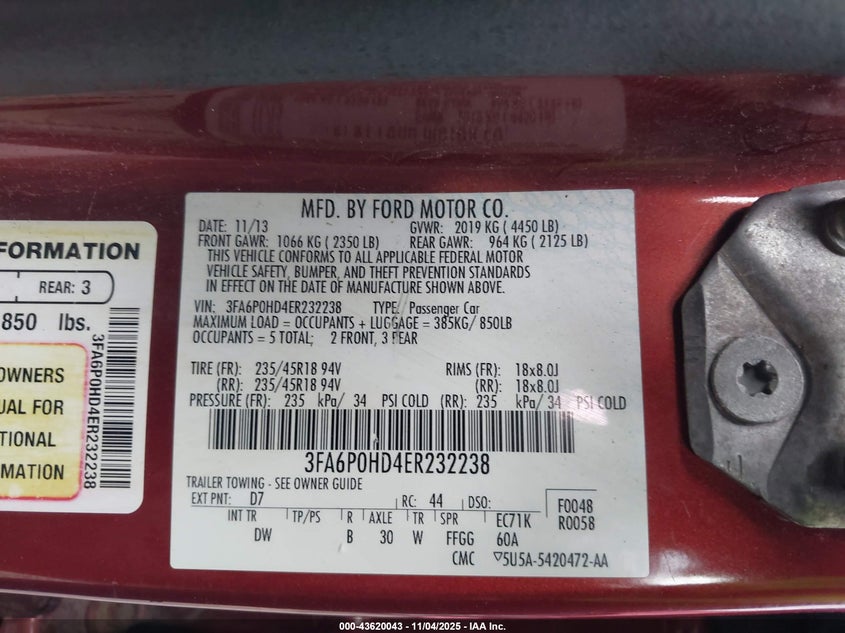 MFD. BY FORD MOTOR CO.
DATE: 11/13 GVWR: 2019 KG ( 4450 LB)
FRONT GAWR: 1066 KG ( 2350 LB) REAR GAWR: 964 KG ( 2125 LB)
THIS VEHICLE CONFORMS TO ALL APPLICABLE FEDERAL MOTOR
VEHICLE SAFETY, BUMPER, AND THEFT PREVENTION STANDARDS
IN EFFECT ON THE DATE OF MANUFACTURE SHOWN ABOVE.
VIN: 3FA6P0HD4ER232238 TYPE: Passenger Car
MAXIMUM LOAD = OCCUPANTS + LUGGAGE = 385KG/ 850LB
OCCUPANTS = 5 TOTAL; 2 FRONT, 3 REAR
TIRE (FR): 235/45R18 94V RIMS (FR): 18x8.0J
(RR): 235/45R18 94V (RR): 18x8.0J
PRESSURE (FR): 235 kPa/ 34 PSI COLD (RR): 235 kPa/ 34 PSI COLD
3FA6P0HD4ER232238
TRAILER TOWING - SEE OWNER GUIDE
EXT PNT: D7 RC: 44 DSO: F0048
R0058
INT TR TP/PS R AXLE TR SPR EC71K
DW B 30 W FFGG 60A
CMC ▽5U5A-5420472-AA
FORMATION
REAR: 3
850 lbs.
OWNERS
UAL FOR
TIONAL
RMATION
3FA6P0HD4ER232238
000-43620043 - 11/04/2025 - IAA Inc.